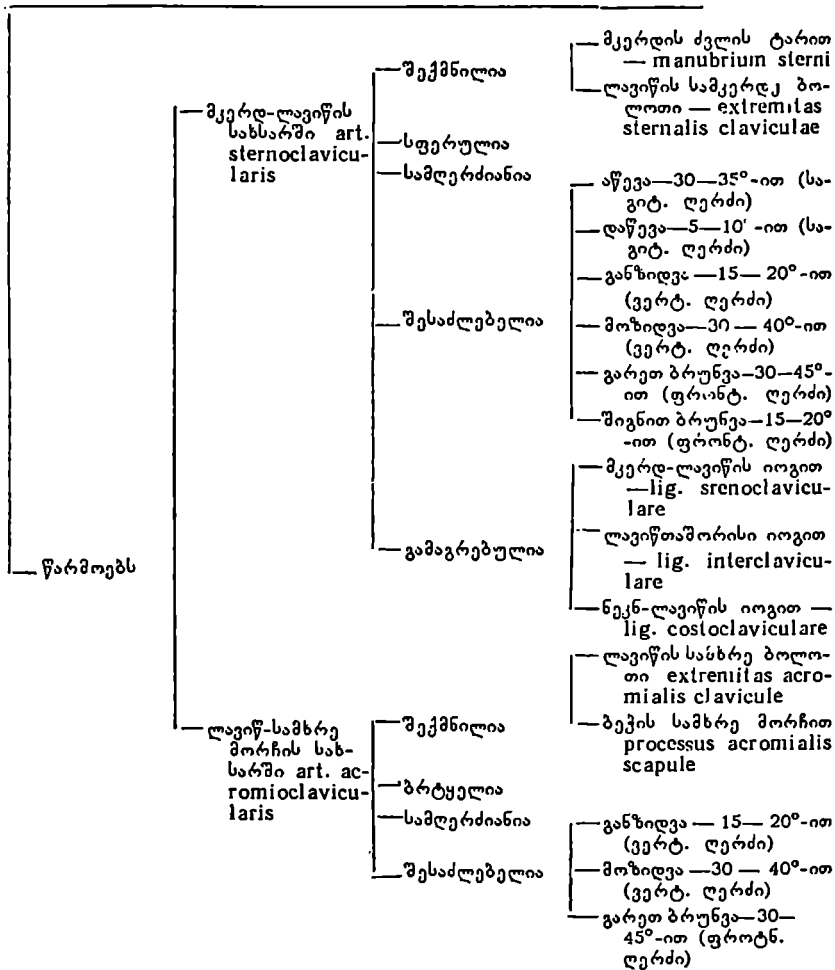 შექმნილია
მკერდის ძვლის ტარით
— manubrium sterni
ლავიწის სამკერდე ბო-
ლოთი — extremitas
sternalis claviculae
მკერდ-ლავიწის
სახსარში art.
sternoclavicu-
laris
სფერულია
სამღერძიანია
აწევა—30—35°-ით (სა-
გიტ. ღერძი)
დაწევა—5—10' -ით (სა-
გიტ. ღერძი)
განზიდვა —15— 20°-ით
(ვერტ. ღერძი)
შესაძლებელია
მოზიდვა—30 — 40°-ით
(ვერტ. ღერძი)
გარეთ ბრუნვა—30—45°-
ით (ფრონტ. ღერძი)
შიგნით ბრუნვა—15—20°
-ით (ფრონტ. ღერძი)
მკერდ-ლავიწის იოგით
—lig. srenoclavicu-
lare
გამაგრებულია
ლავიწთაშორისი იოგით
— lig. interclavicu-
lare
ნეკნ-ლავიწის იოგით —
lig. costoclaviculare
წარმოებს
ლავიწ-სამხრე
მორჩის სახ-
სარში art. ac-
romioclavicu-
laris
შექმნილია
ლავიწის სამხრე ბოლო-
თი extremitas acro-
mialis clavicule
ბეჭის სამხრე მორჩით
processus acromialis
scapule
ბრტყელია
სამღერძიანია
შესაძლებელია
განზიდვა — 15— 20°-ით
(ვერტ. ღერძი)
მოზიდვა —30 — 40°-ით
(ვერტ. ღერძი)
გარეთ ბრუნვა—30—
45°-ით (ფროტნ.
ღერძი)